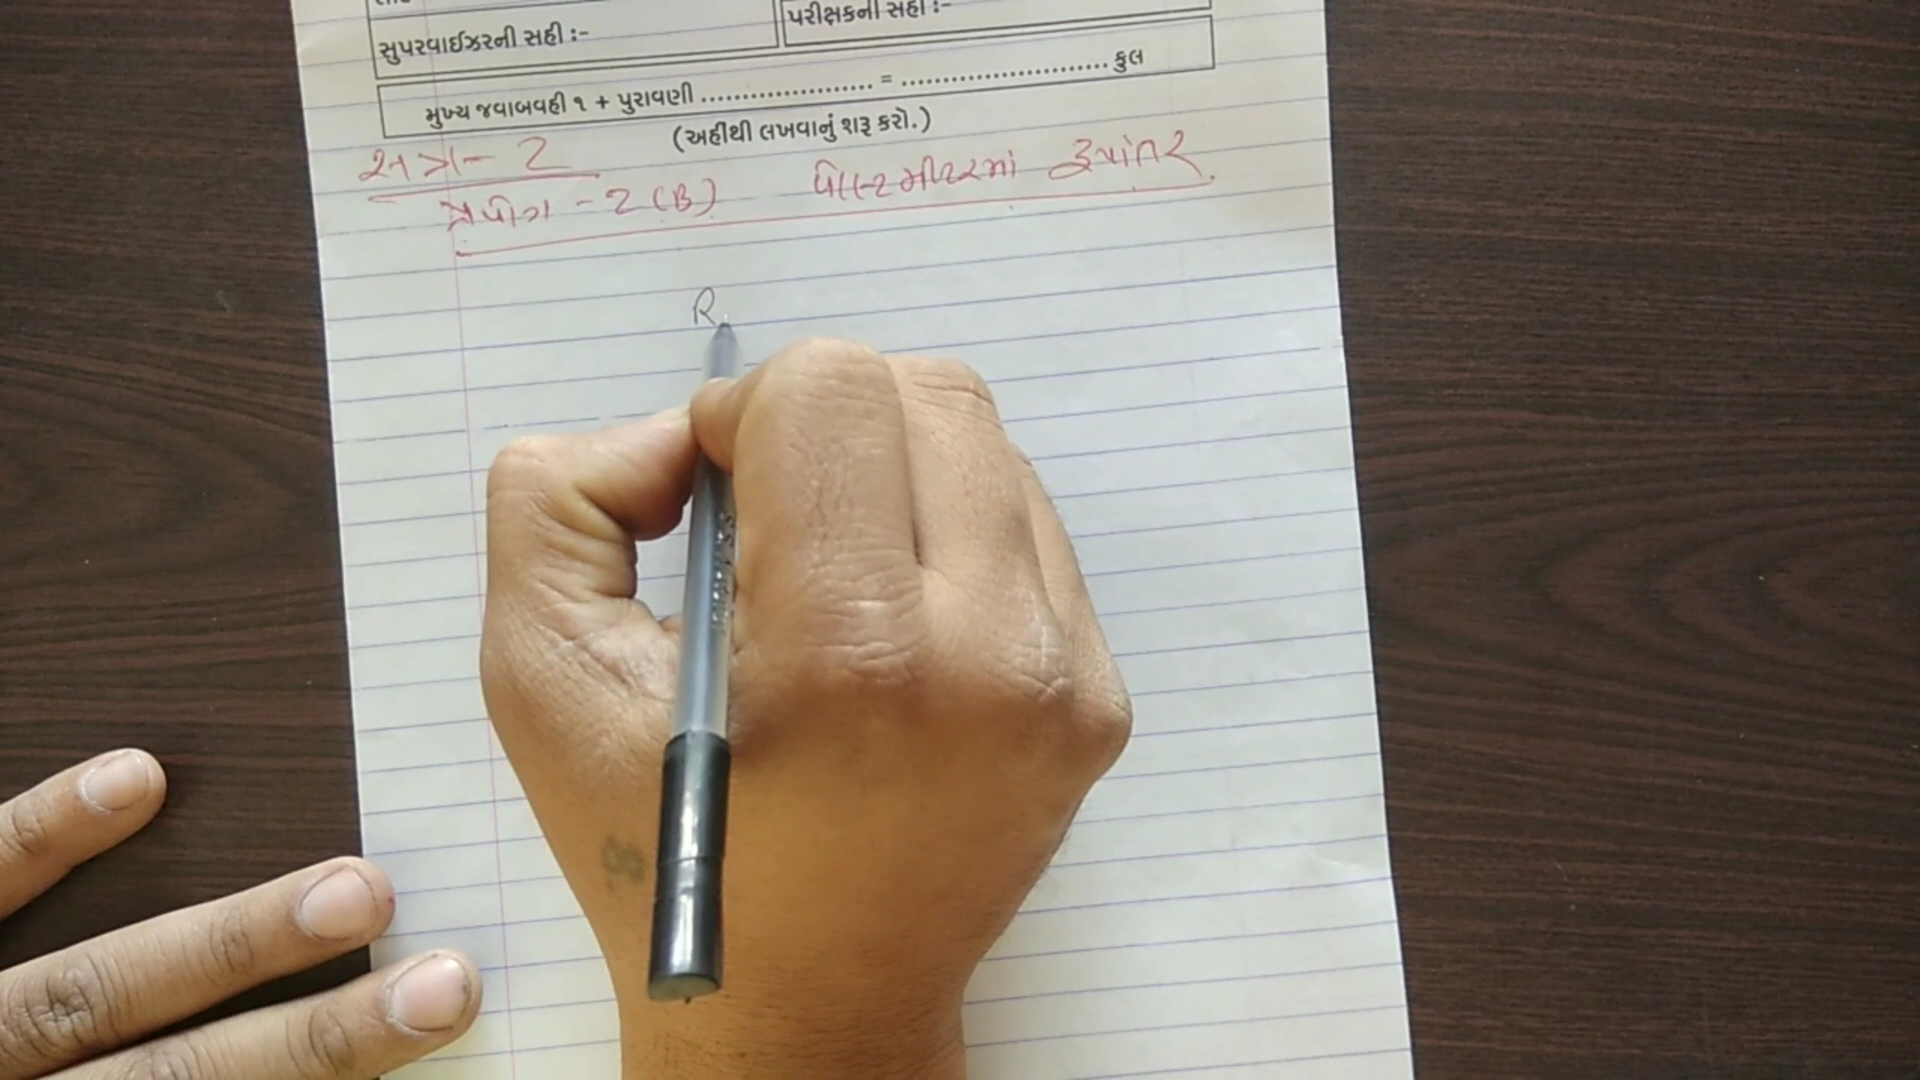 સુપરવાઈઝરની સહી :-
પરીક્ષકની સહી :-
મુખ્ય જવાબવહી ૧ + પુરાવણી ..................... = ......................... કુલ
(અહીંથી લખવાનું શરૂ કરો.)
સત્ર - 2
પ્રયોગ - 2 (B) વોલ્ટમીટરમાં રૂપાંતર
R